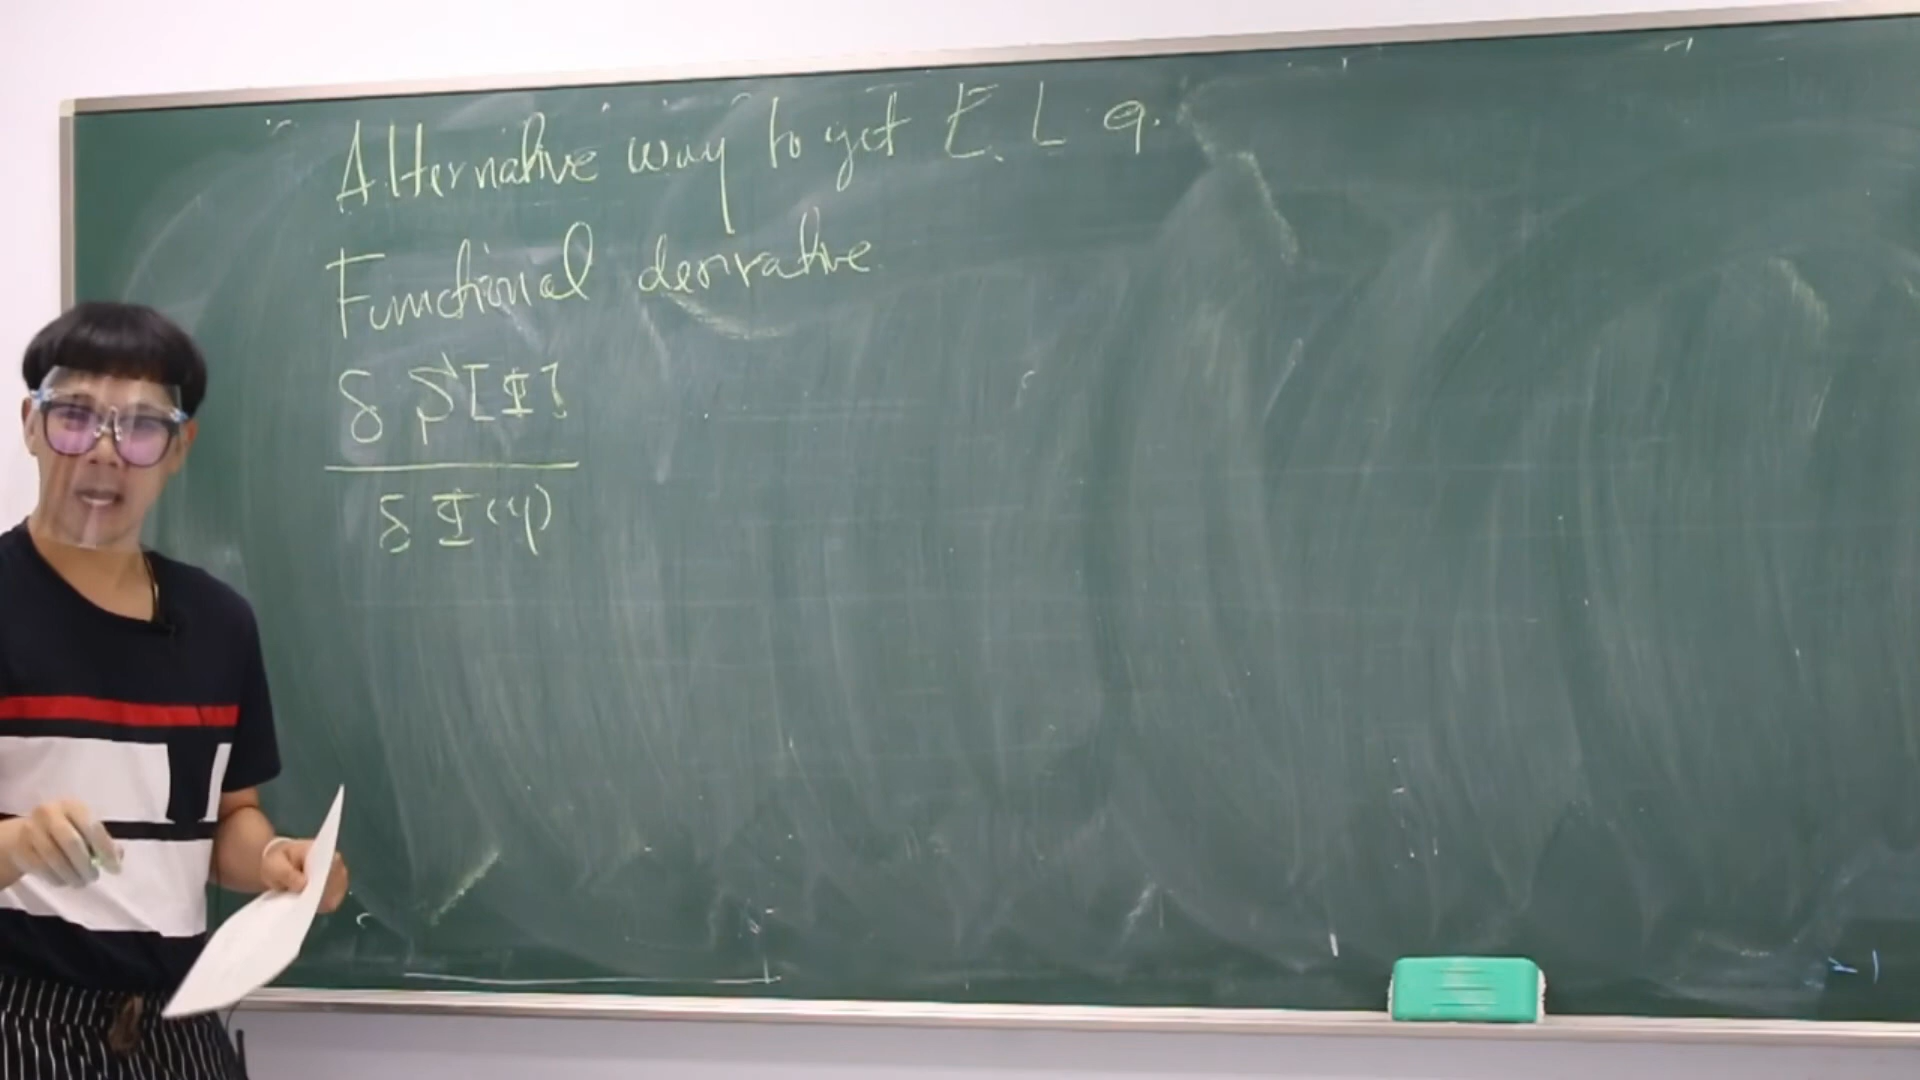 Alternative way to get E. L eq.
Functional derivative
δ S[Φ]
δ Φ(y)